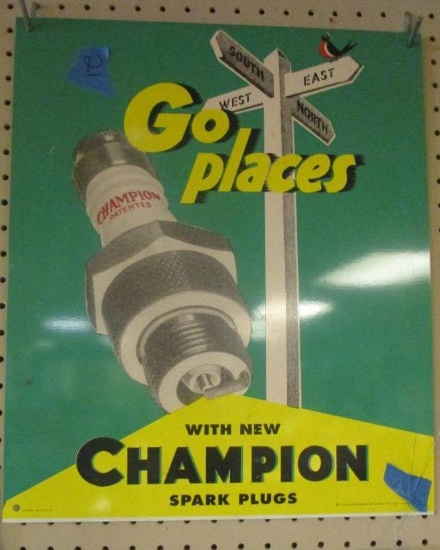 SOUTH
EAST
WEST
NORTH
Go
places
CHAMPION
PATENTED
WITH NEW
CHAMPION
SPARK PLUGS